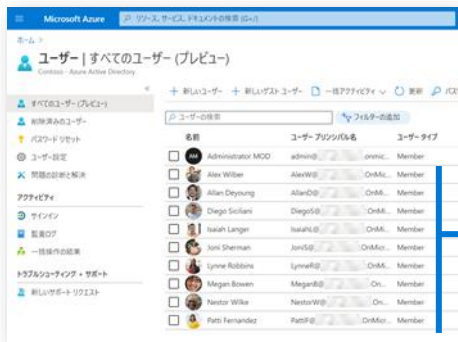 Microsoft Azure
リソース、サービス、ドキュメントの検索 (G+/)
ホーム >
ユーザー | すべてのユーザー (プレビュー)
Contoso - Azure Active Directory
+ 新しいユーザー + 新しいゲスト ユーザー 一括アクティビティ 更新
すべてのユーザー (プレビュー)
削除済みのユーザー
パスワード リセット
ユーザー設定
問題の診断と解決
アクティビティ
サインイン
監査ログ
一括操作の結果
トラブルシューティング + サポート
新しいサポート リクエスト
ユーザーの検索
フィルターの追加
名前 ユーザー プリンシパル名 ユーザー タイプ
AM Administrator MOD admin@ .onmic... Member
Alex Wilber AlexW@ .OnMic... Member
Allan Deyoung AllanD@ .OnMi... Member
Diego Siciliani DiegoS@ .OnMi... Member
Isaiah Langer IsaiahL@ .OnMi... Member
Joni Sherman JoniS@ .OnMicr... Member
Lynne Robbins LynneR@ .OnMi... Member
Megan Bowen MeganB@ .On... Member
Nestor Wilke NestorW@ .On... Member
Patti Fernandez PattiF@ .OnMicr... Member